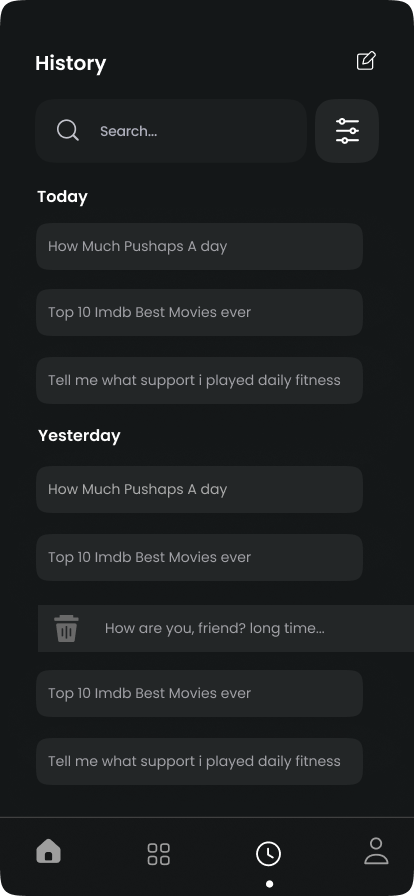 History
Search...
Today
How Much Pushaps A day
Top 10 Imdb Best Movies ever
Tell me what support i played daily fitness
Yesterday
How Much Pushaps A day
Top 10 Imdb Best Movies ever
How are you, friend? long time...
Top 10 Imdb Best Movies ever
Tell me what support i played daily fitness